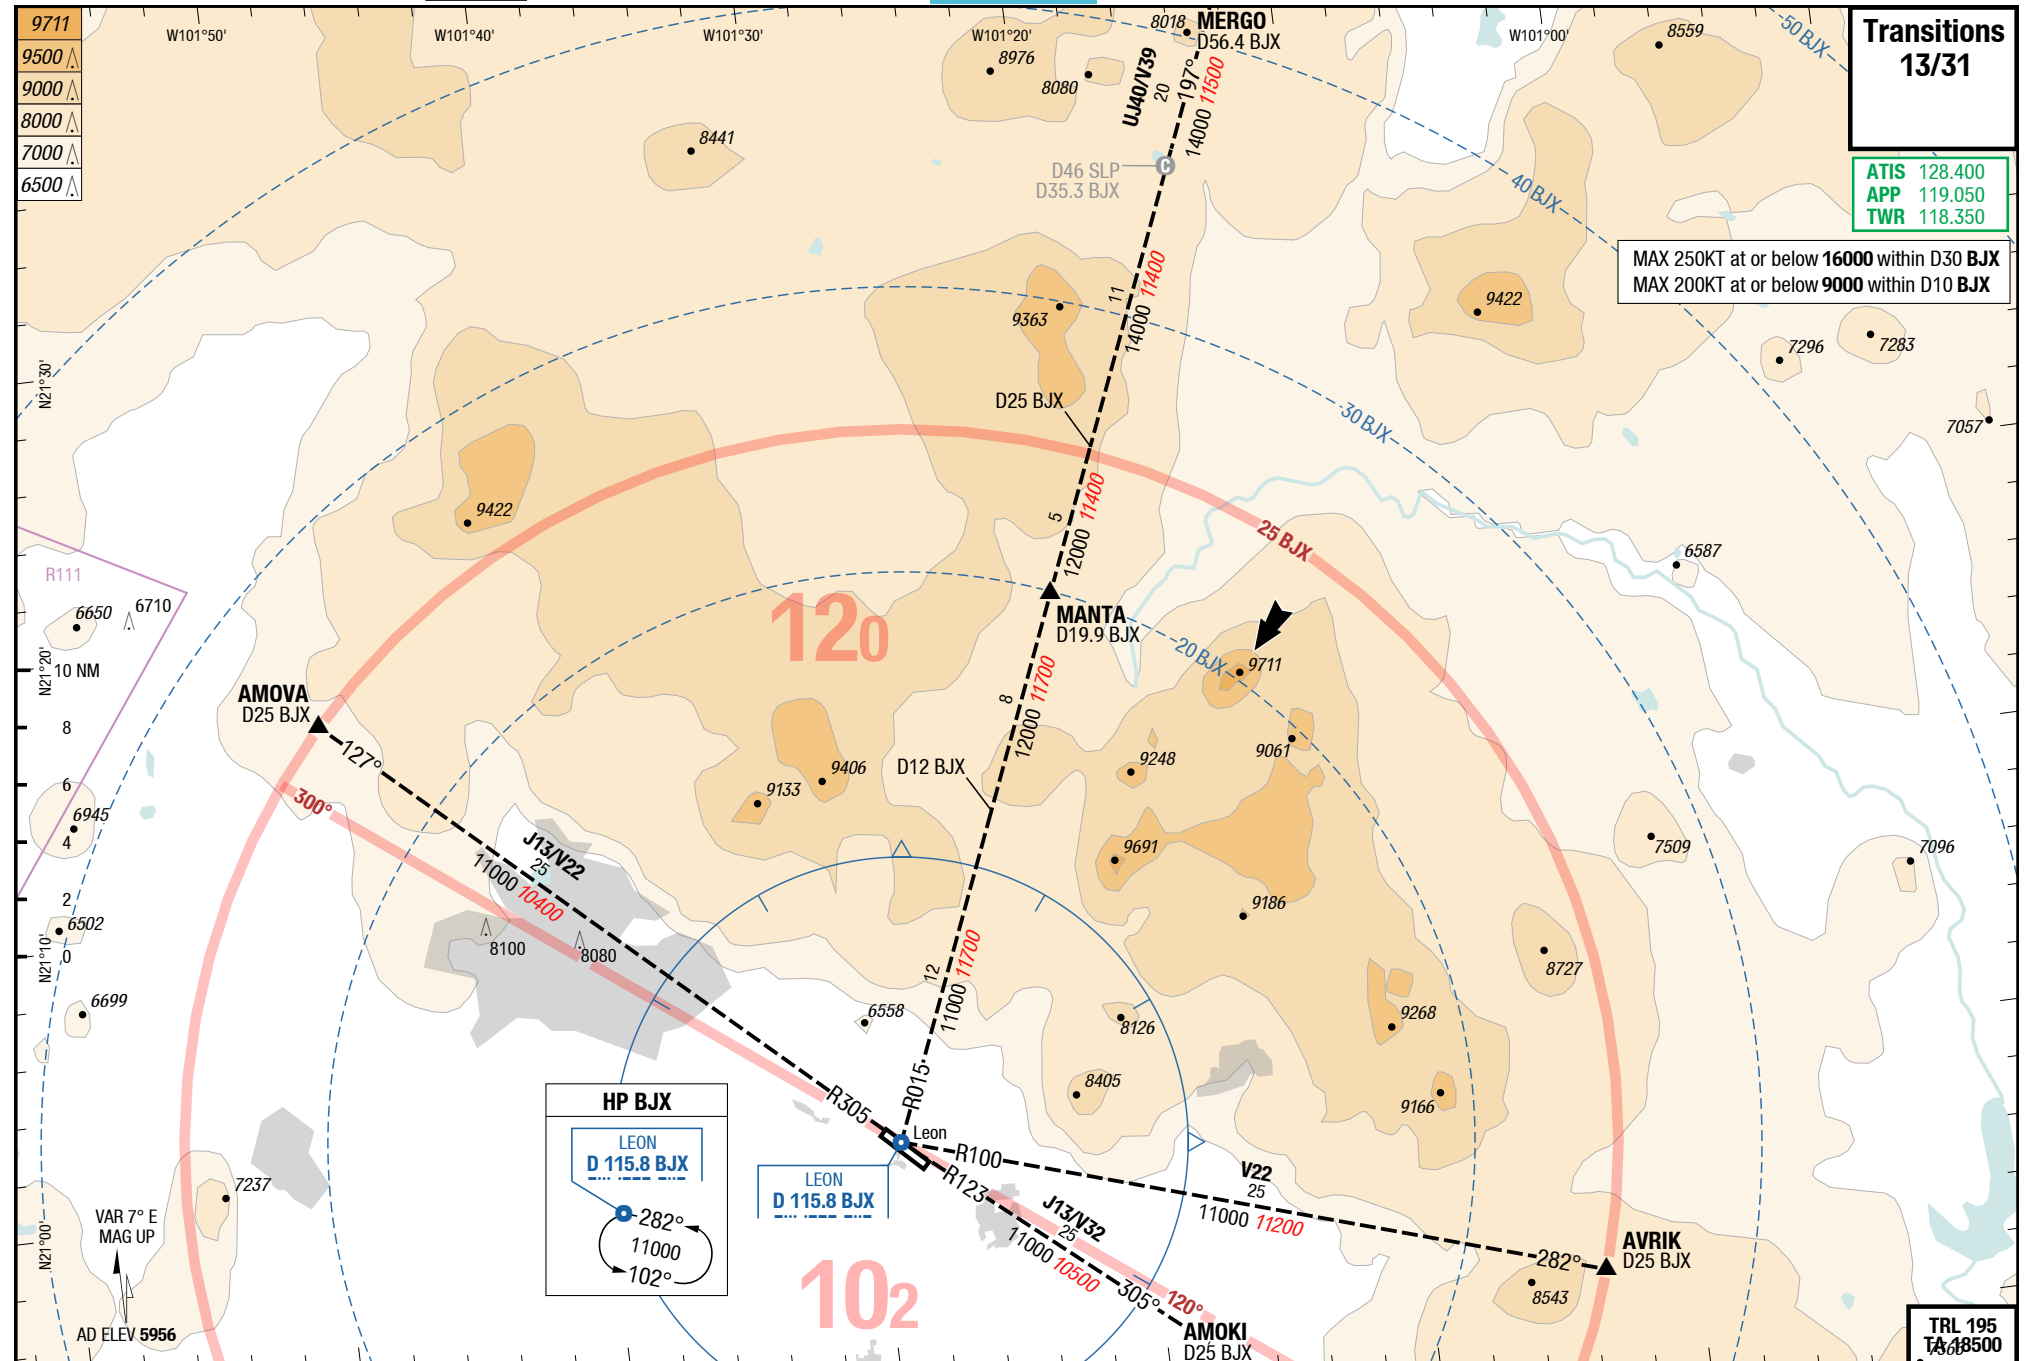 9711
9500
9000
8000
7000
6500
W101°50'
W101°40'
W101°30'
W101°20'
W101°00'
8018
MERGO
D56.4 BJX
50 BJX
8559
Transitions
13/31
8976
8080
UJ40/V39
20
197°
14000 11500
8441
D46 SLP
D35.3 BJX
C
40 BJX
ATIS 128.400
APP 119.050
TWR 118.350
MAX 250KT at or below 16000 within D30 BJX
MAX 200KT at or below 9000 within D10 BJX
11
14000 11400
9363
9422
7296
7283
N21°30'
D25 BJX
30 BJX
7057
9422
5
12000 11400
25 BJX
6587
R111
6650
6710
120
MANTA
D19.9 BJX
20 BJX
9711
N21°20'
10 NM
8
6
4
2
0
AMOVA
D25 BJX
127°
8
12000 11700
9061
9248
D12 BJX
9406
9133
300°
6945
J13/V22
25
11000 10400
9691
7509
7096
9186
6502
8100
8080
N21°10'
12
11000 11700
8727
6699
6558
8126
9268
8405
9166
R015
R305
Leon
HP BJX
LEON
D 115.8 BJX
282°
11000
102°
LEON
D 115.8 BJX
R100
R123
V22
25
11000 11200
J13/V32
25
11000 10500
305°
120°
7237
VAR 7° E
MAG UP
N21°00'
AD ELEV 5956
102
282°
AVRIK
D25 BJX
8543
AMOKI
D25 BJX
TRL 195
TA 18500